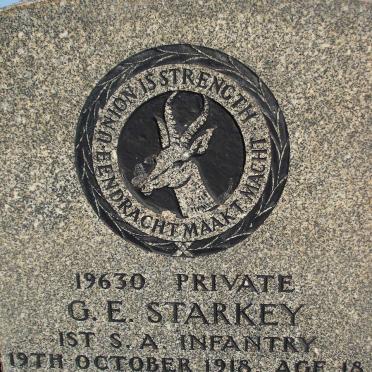 UNION IS STRENGTH
EENDRACHT MAAKT MACHT
19630 PRIVATE
G. E. STARKEY
1ST S. A. INFANTRY
19TH OCTOBER 1918. AGE 18